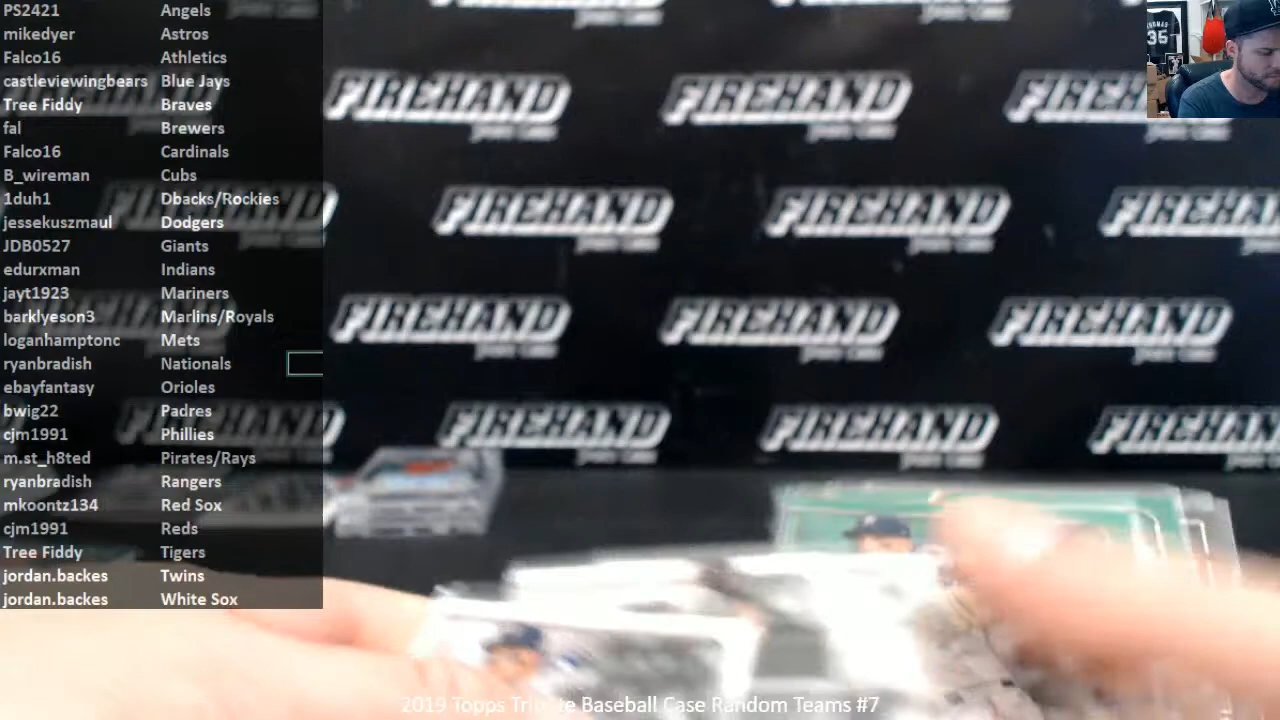 PS2421 Angels
mikedyer Astros
Falco16 Athletics
castleviewingbears Blue Jays
Tree Fiddy Braves
fal Brewers
Falco16 Cardinals
B_wireman Cubs
1duh1 Dbacks/Rockies
jessekuszmaul Dodgers
JDB0527 Giants
edurxman Indians
jayt1923 Mariners
barklyeson3 Marlins/Royals
loganhamptonc Mets
ryanbradish Nationals
ebayfantasy Orioles
bwig22 Padres
cjm1991 Phillies
m.st_h8ted Pirates/Rays
ryanbradish Rangers
mkoontz134 Red Sox
cjm1991 Reds
Tree Fiddy Tigers
jordan.backes Twins
jordan.backes White Sox
FIREHAND FIREHAND FIREHAND
FIREHAND FIREHAND FIREHAND
FIREHAND FIREHAND FIREHAND
FIREHAND FIREHAND FIREHAND FIREHAND
35
2019 Topps Tribute Baseball Case Random Teams #7